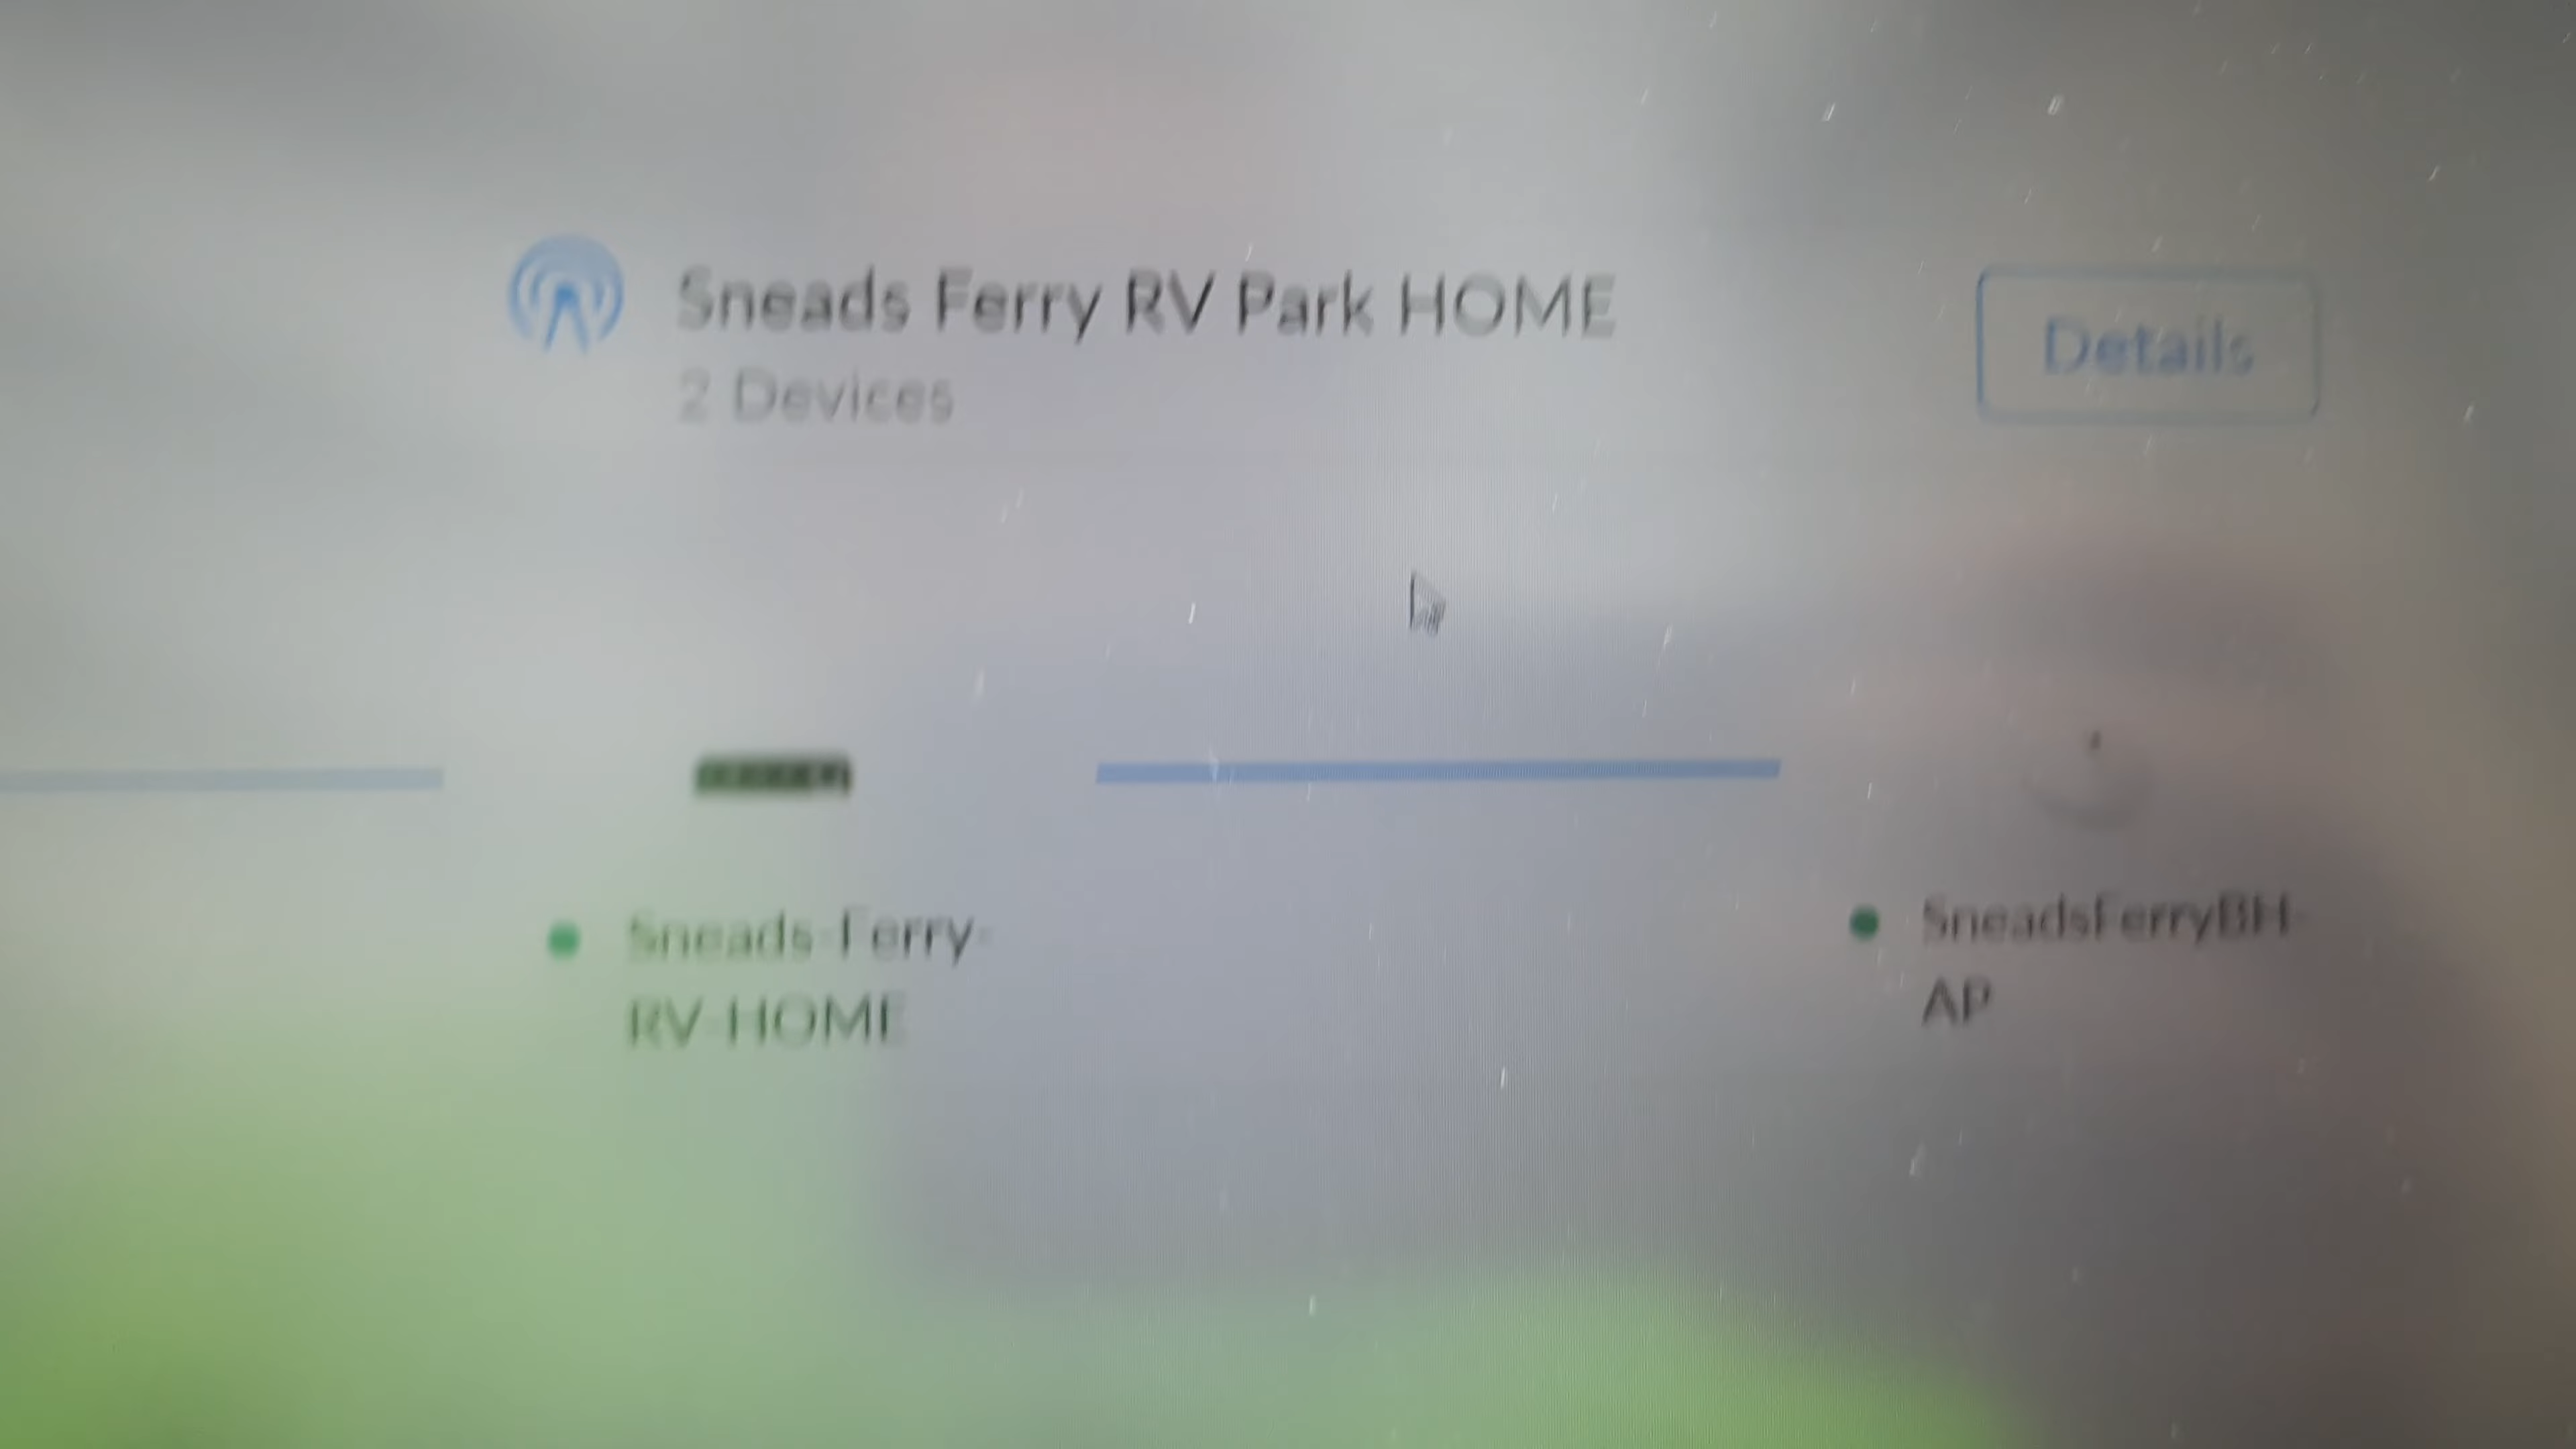 Sneads Ferry RV Park HOME
2 Devices
Details
Sneads-Ferry-
RV-HOME
SneadsFerryBH-
AP